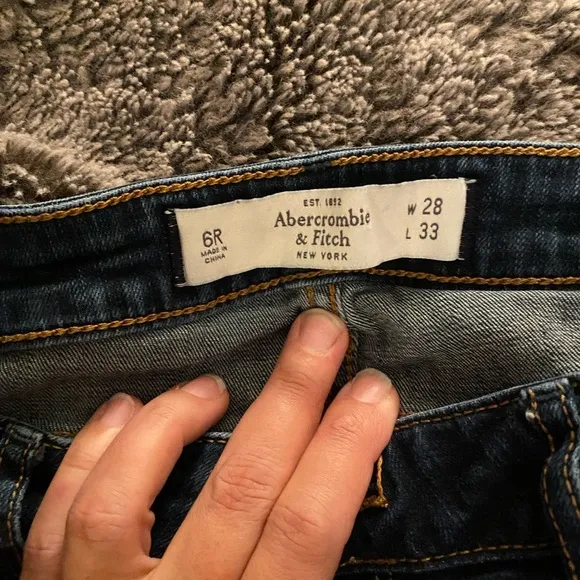 6R
MADE IN
CHINA
EST. 1892
Abercrombie
& Fitch
NEW YORK
W 28
L 33